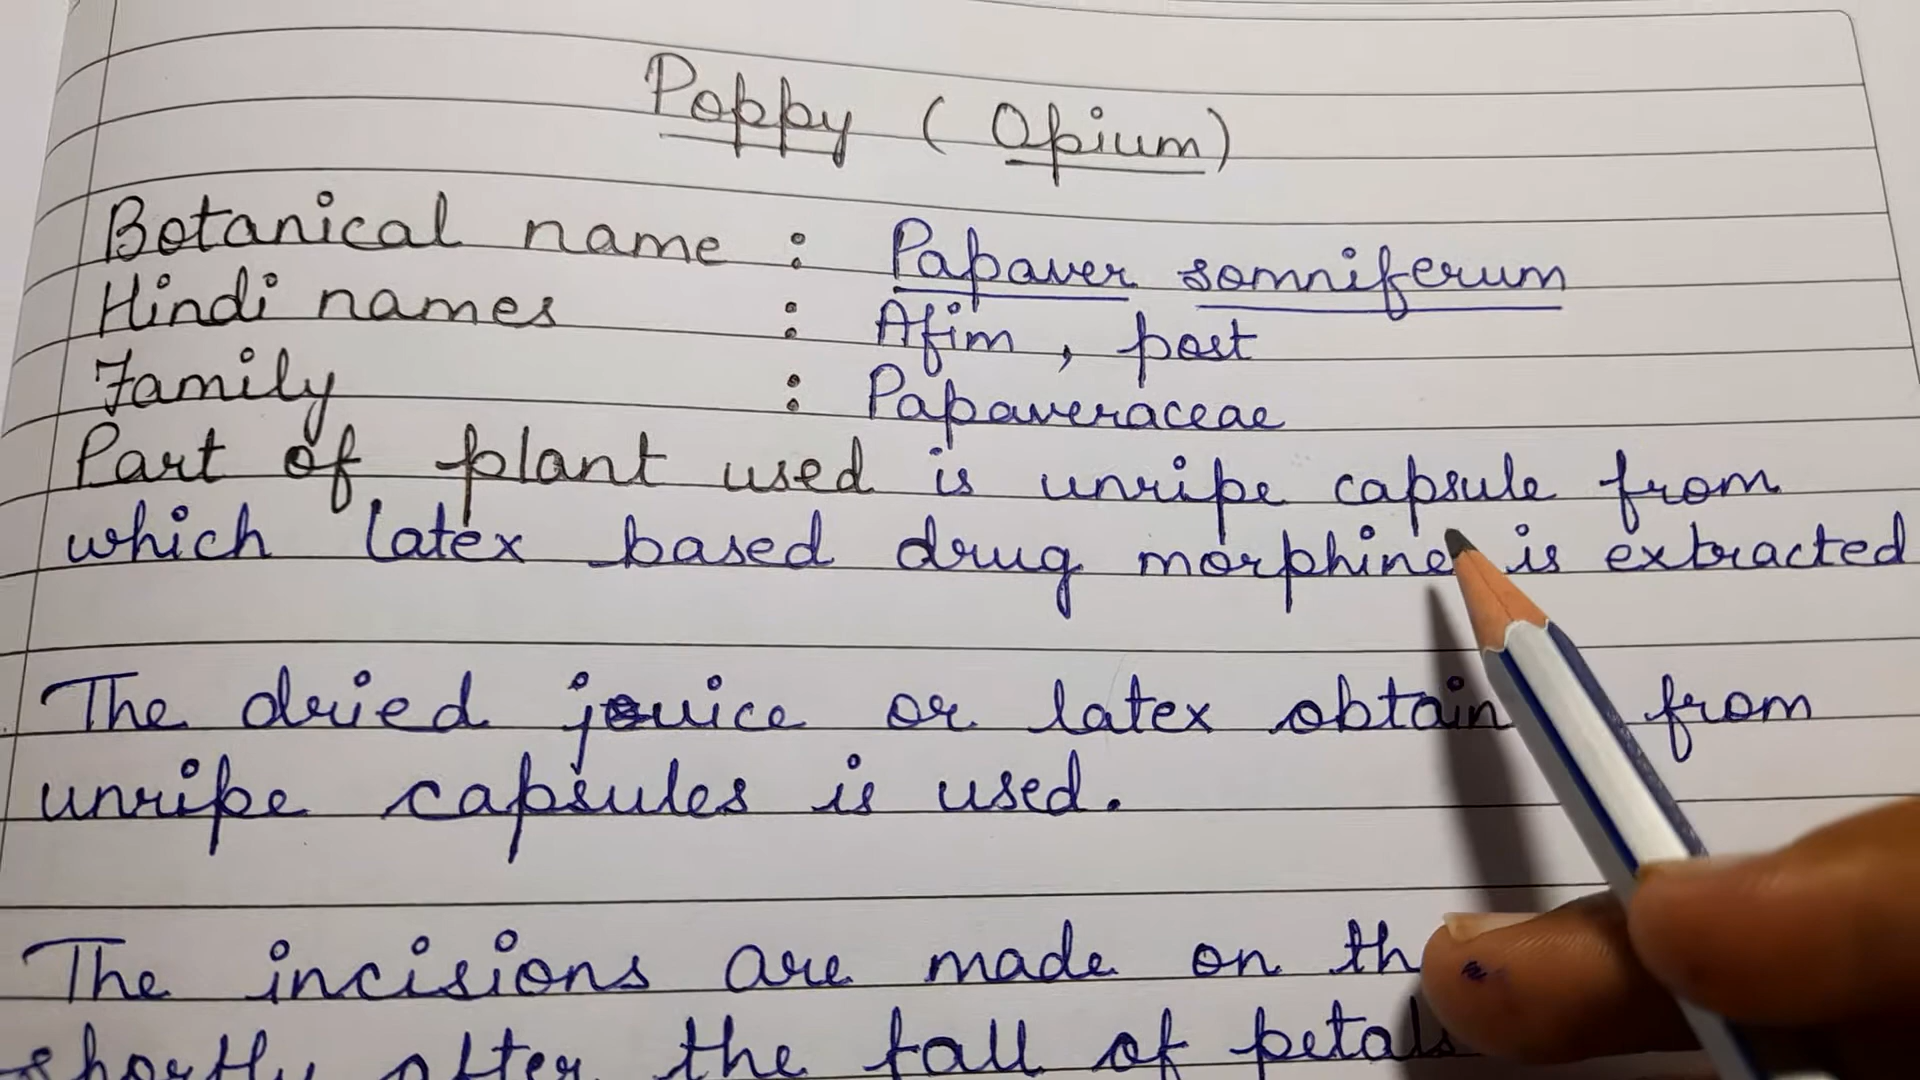 Poppy (Opium)
Botanical name : Papaver somniferum
Hindi names : Afim, post
Family : Papaveraceae
Part of plant used is unripe capsule from
which latex based drug morphine is extracted
The dried juice or latex obtain from
unripe capsules is used.
The incisions are made on
shortly after the fall of petals